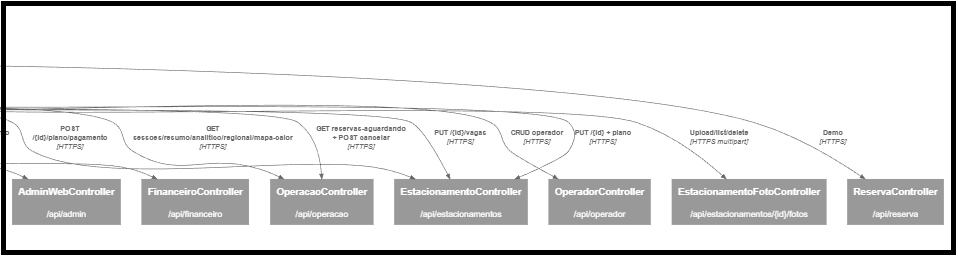 POST
/{id}/plano/pagamento
[HTTPS]
GET
sessoes/resumo/analitico/regional/mapa-calor
[HTTPS]
GET reservas-aguardando
+ POST cancelar
[HTTPS]
PUT /{id}/vagas
[HTTPS]
CRUD operador
[HTTPS]
PUT /{id} + plano
[HTTPS]
Upload/list/delete
[HTTPS multipart]
Demo
[HTTPS]
AdminWebController
/api/admin
FinanceiroController
/api/financeiro
OperacaoController
/api/operacao
EstacionamentoController
/api/estacionamentos
OperadorController
/api/operador
EstacionamentoFotoController
/api/estacionamentos/{id}/fotos
ReservaController
/api/reserva